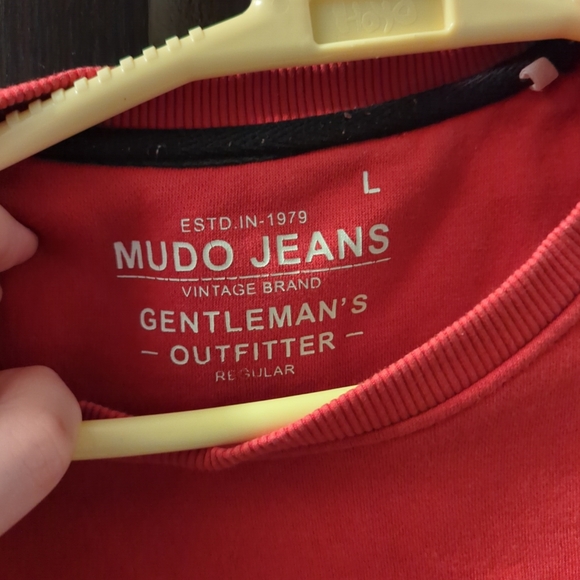 L
ESTD.IN-1979
MUDO JEANS
VINTAGE BRAND
GENTLEMAN'S
- OUTFITTER -
REGULAR